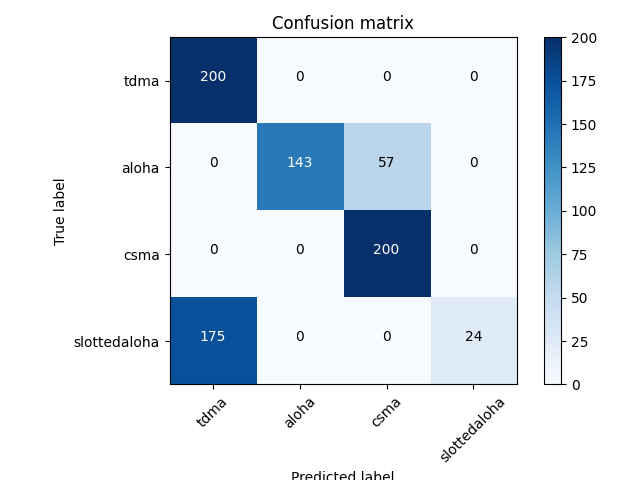 Confusion matrix
True label
tdma 200 0 0 0
aloha 0 143 57 0
csma 0 0 200 0
slottedaloha 175 0 0 24
tdma aloha csma slottedaloha
Predicted label
200
175
150
125
100
75
50
25
0